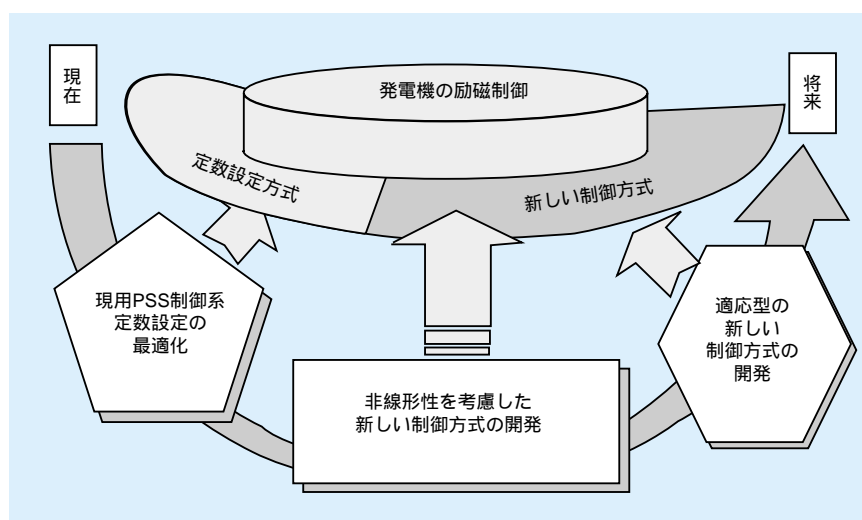 現在
将来
発電機の励磁制御
定数設定方式
新しい制御方式
現用PSS制御系
定数設定の
最適化
適応型の
新しい
制御方式の
開発
非線形性を考慮した
新しい制御方式の開発